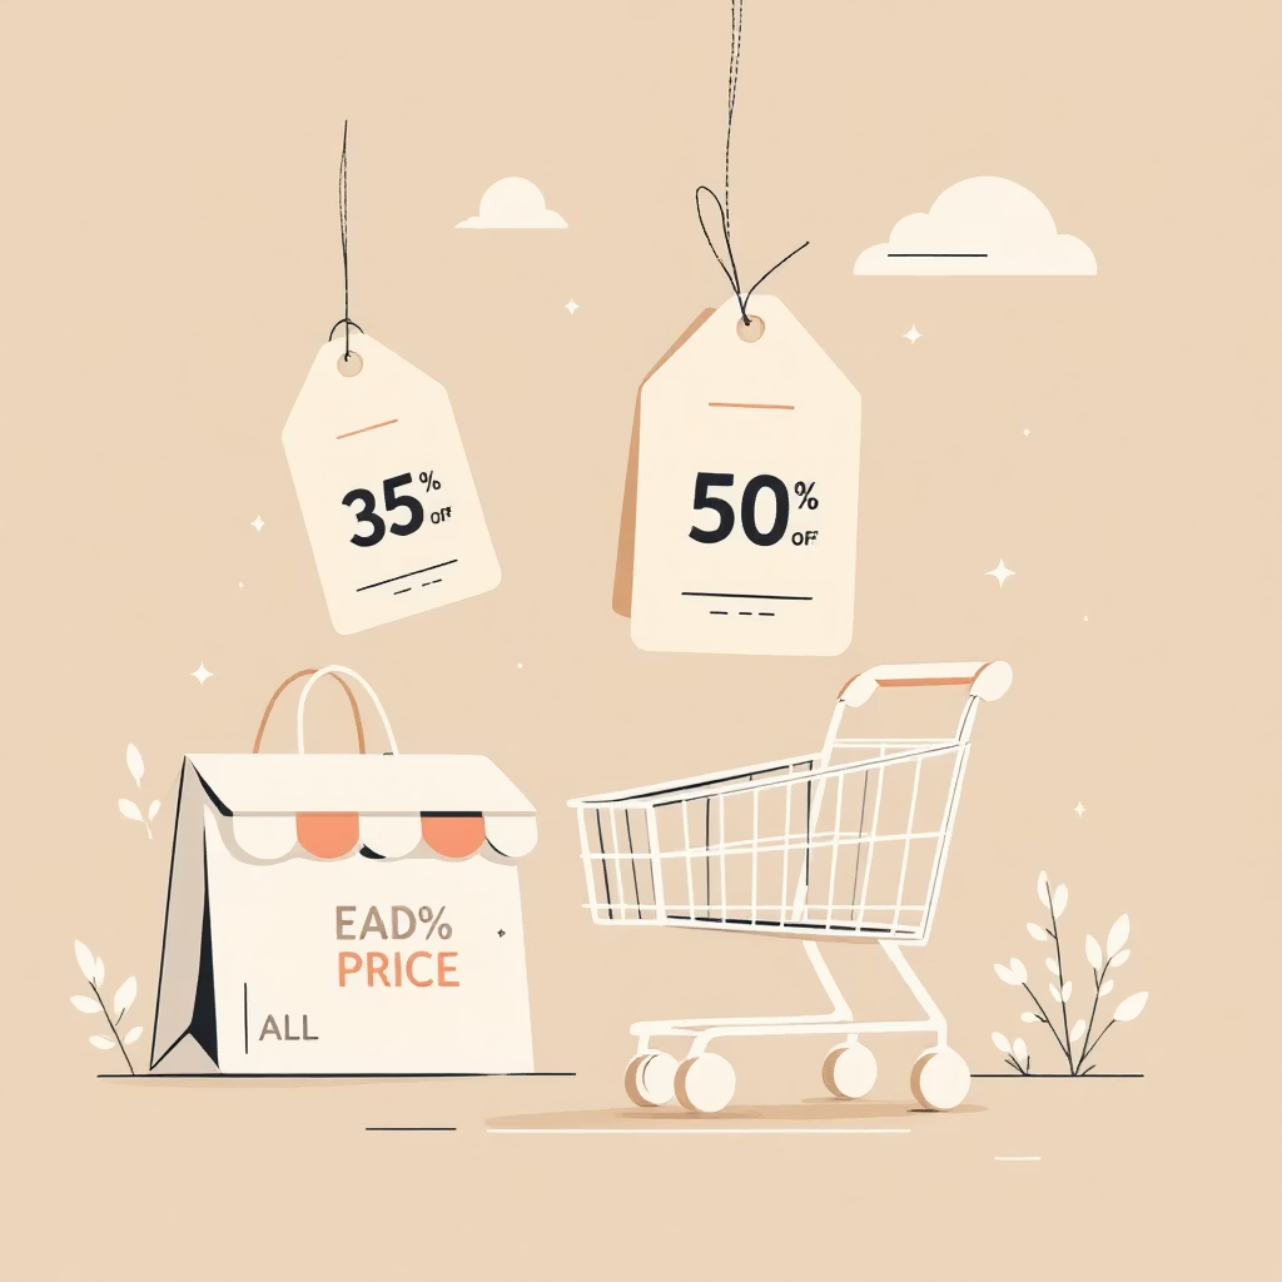 35% OFF
50% OFF
EAD%
PRICE
ALL